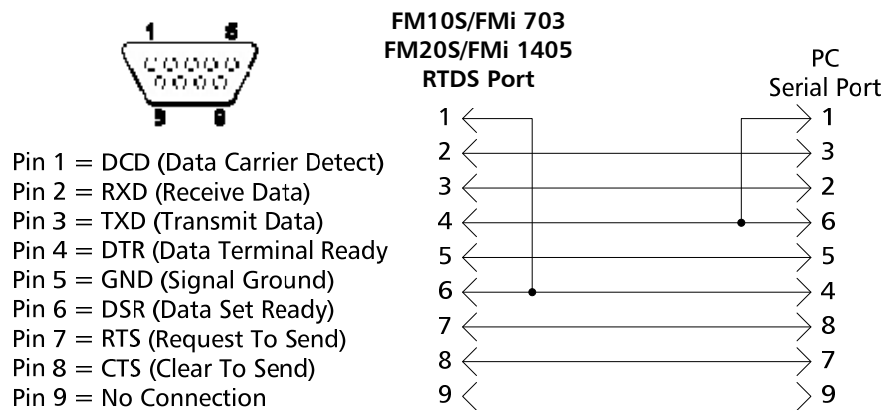 1 5
9 6
Pin 1 = DCD (Data Carrier Detect)
Pin 2 = RXD (Receive Data)
Pin 3 = TXD (Transmit Data)
Pin 4 = DTR (Data Terminal Ready
Pin 5 = GND (Signal Ground)
Pin 6 = DSR (Data Set Ready)
Pin 7 = RTS (Request To Send)
Pin 8 = CTS (Clear To Send)
Pin 9 = No Connection
FM10S/FMi 703
FM20S/FMi 1405
RTDS Port
PC
Serial Port
1 1
2 3
3 2
4 6
5 5
6 4
7 8
8 7
9 9